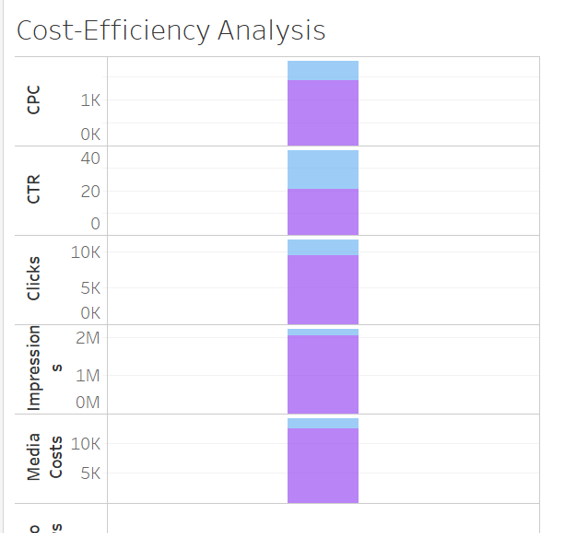 Cost-Efficiency Analysis
CPC
1K
0K
CTR
40
20
0
Clicks
10K
5K
0K
Impression
s
2M
1M
0M
Media
Costs
10K
5K